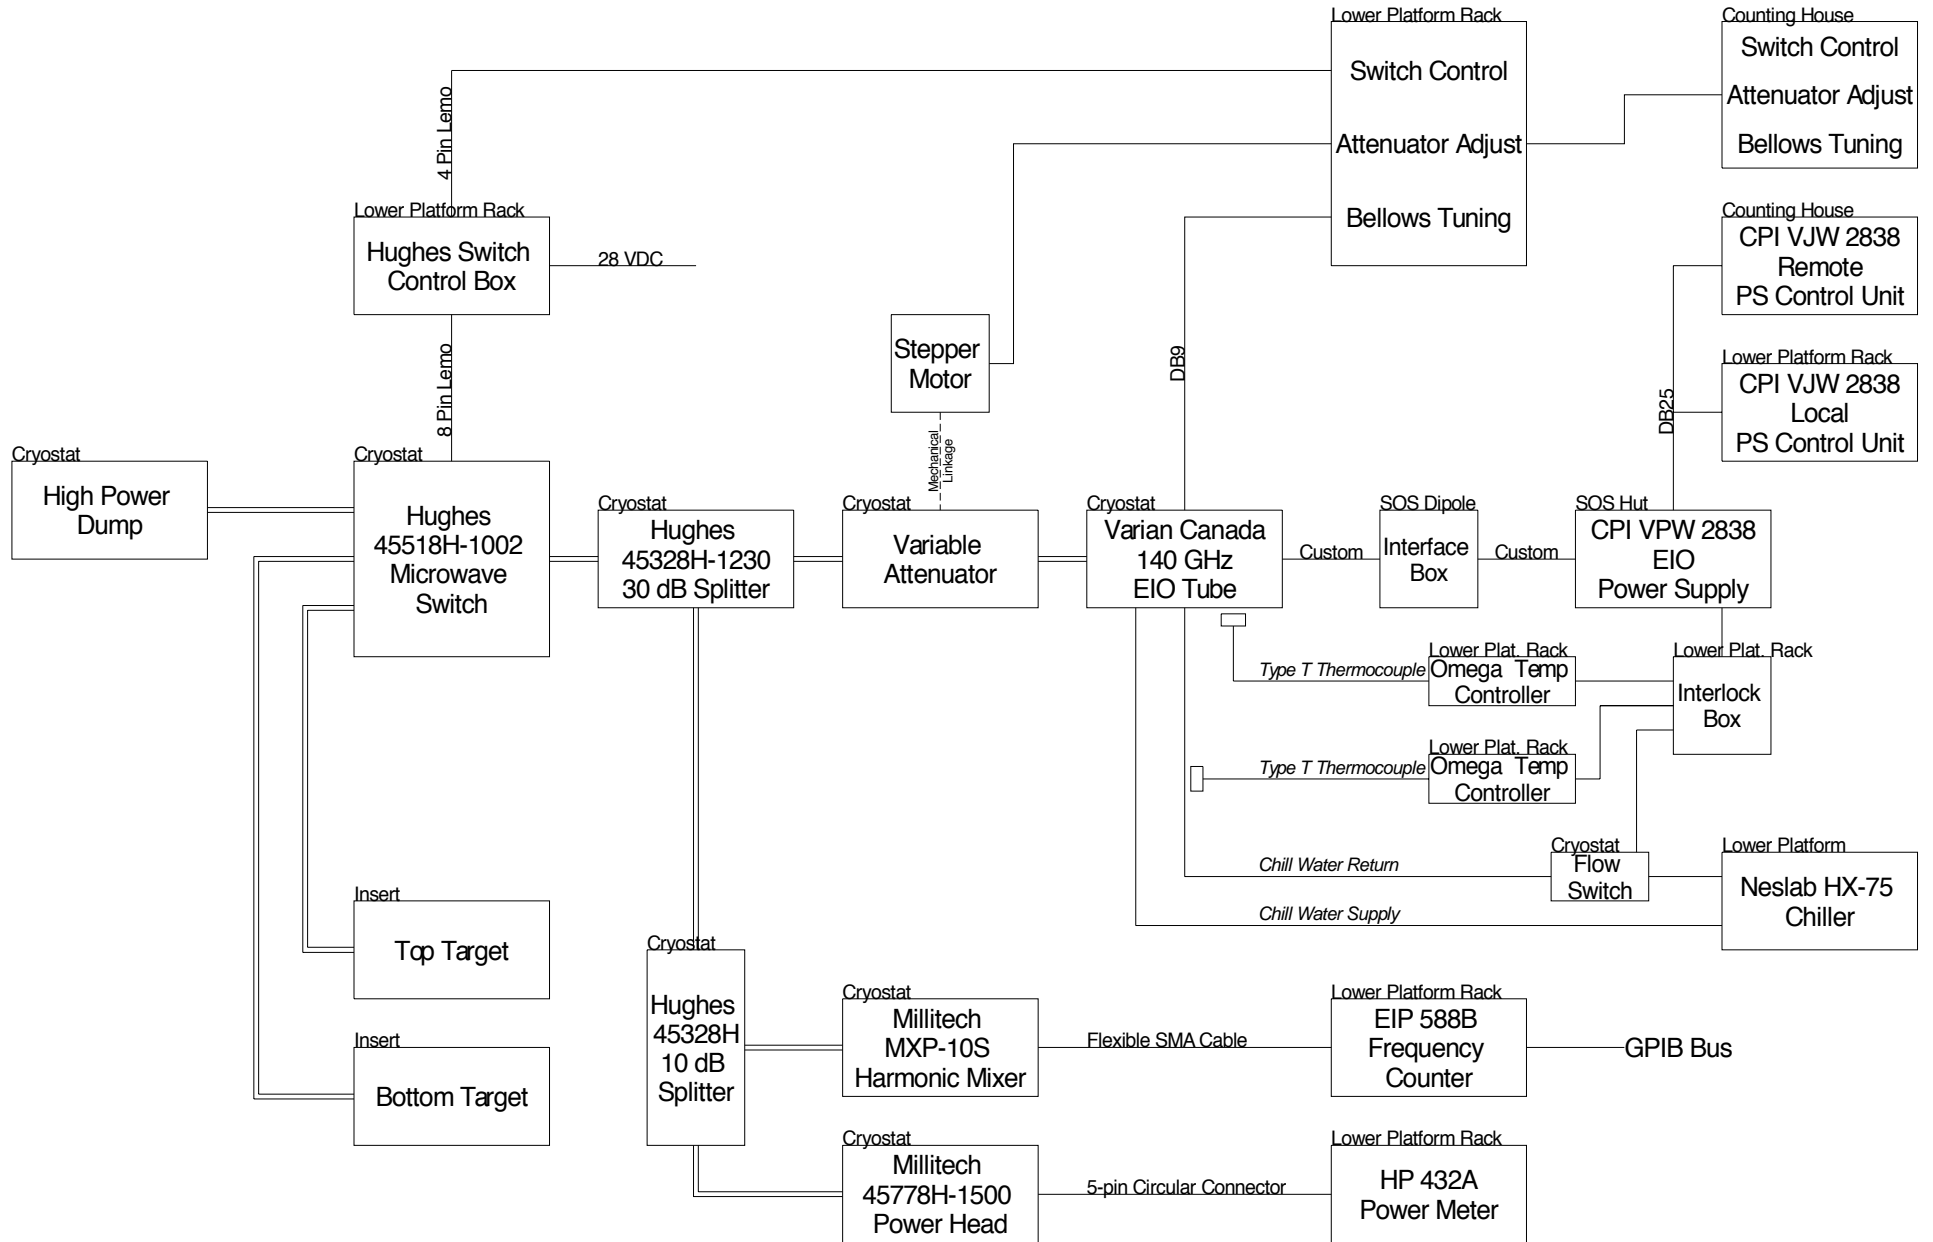 Lower Platform Rack
Switch Control
Attenuator Adjust
Bellows Tuning
Counting House
Switch Control
Attenuator Adjust
Bellows Tuning
4 Pin Lemo
Lower Platform Rack
Hughes Switch
Control Box
28 VDC
Counting House
CPI VJW 2838
Remote
PS Control Unit
8 Pin Lemo
Stepper
Motor
DB9
Lower Platform Rack
CPI VJW 2838
Local
PS Control Unit
DB25
Mechanical
Linkage
Cryostat
High Power
Dump
Cryostat
Hughes
45518H-1002
Microwave
Switch
Cryostat
Hughes
45328H-1230
30 dB Splitter
Cryostat
Variable
Attenuator
Cryostat
Varian Canada
140 GHz
EIO Tube
Custom
SOS Dipole
Interface
Box
Custom
SOS Hut
CPI VPW 2838
EIO
Power Supply
Type T Thermocouple
Lower Plat. Rack
Omega Temp
Controller
Lower Plat. Rack
Interlock
Box
Type T Thermocouple
Lower Plat. Rack
Omega Temp
Controller
Chill Water Return
Cryostat
Flow
Switch
Lower Platform
Neslab HX-75
Chiller
Chill Water Supply
Insert
Top Target
Insert
Bottom Target
Cryostat
Hughes
45328H
10 dB
Splitter
Cryostat
Millitech
MXP-10S
Harmonic Mixer
Flexible SMA Cable
Lower Platform Rack
EIP 588B
Frequency
Counter
GPIB Bus
Cryostat
Millitech
45778H-1500
Power Head
5-pin Circular Connector
Lower Platform Rack
HP 432A
Power Meter